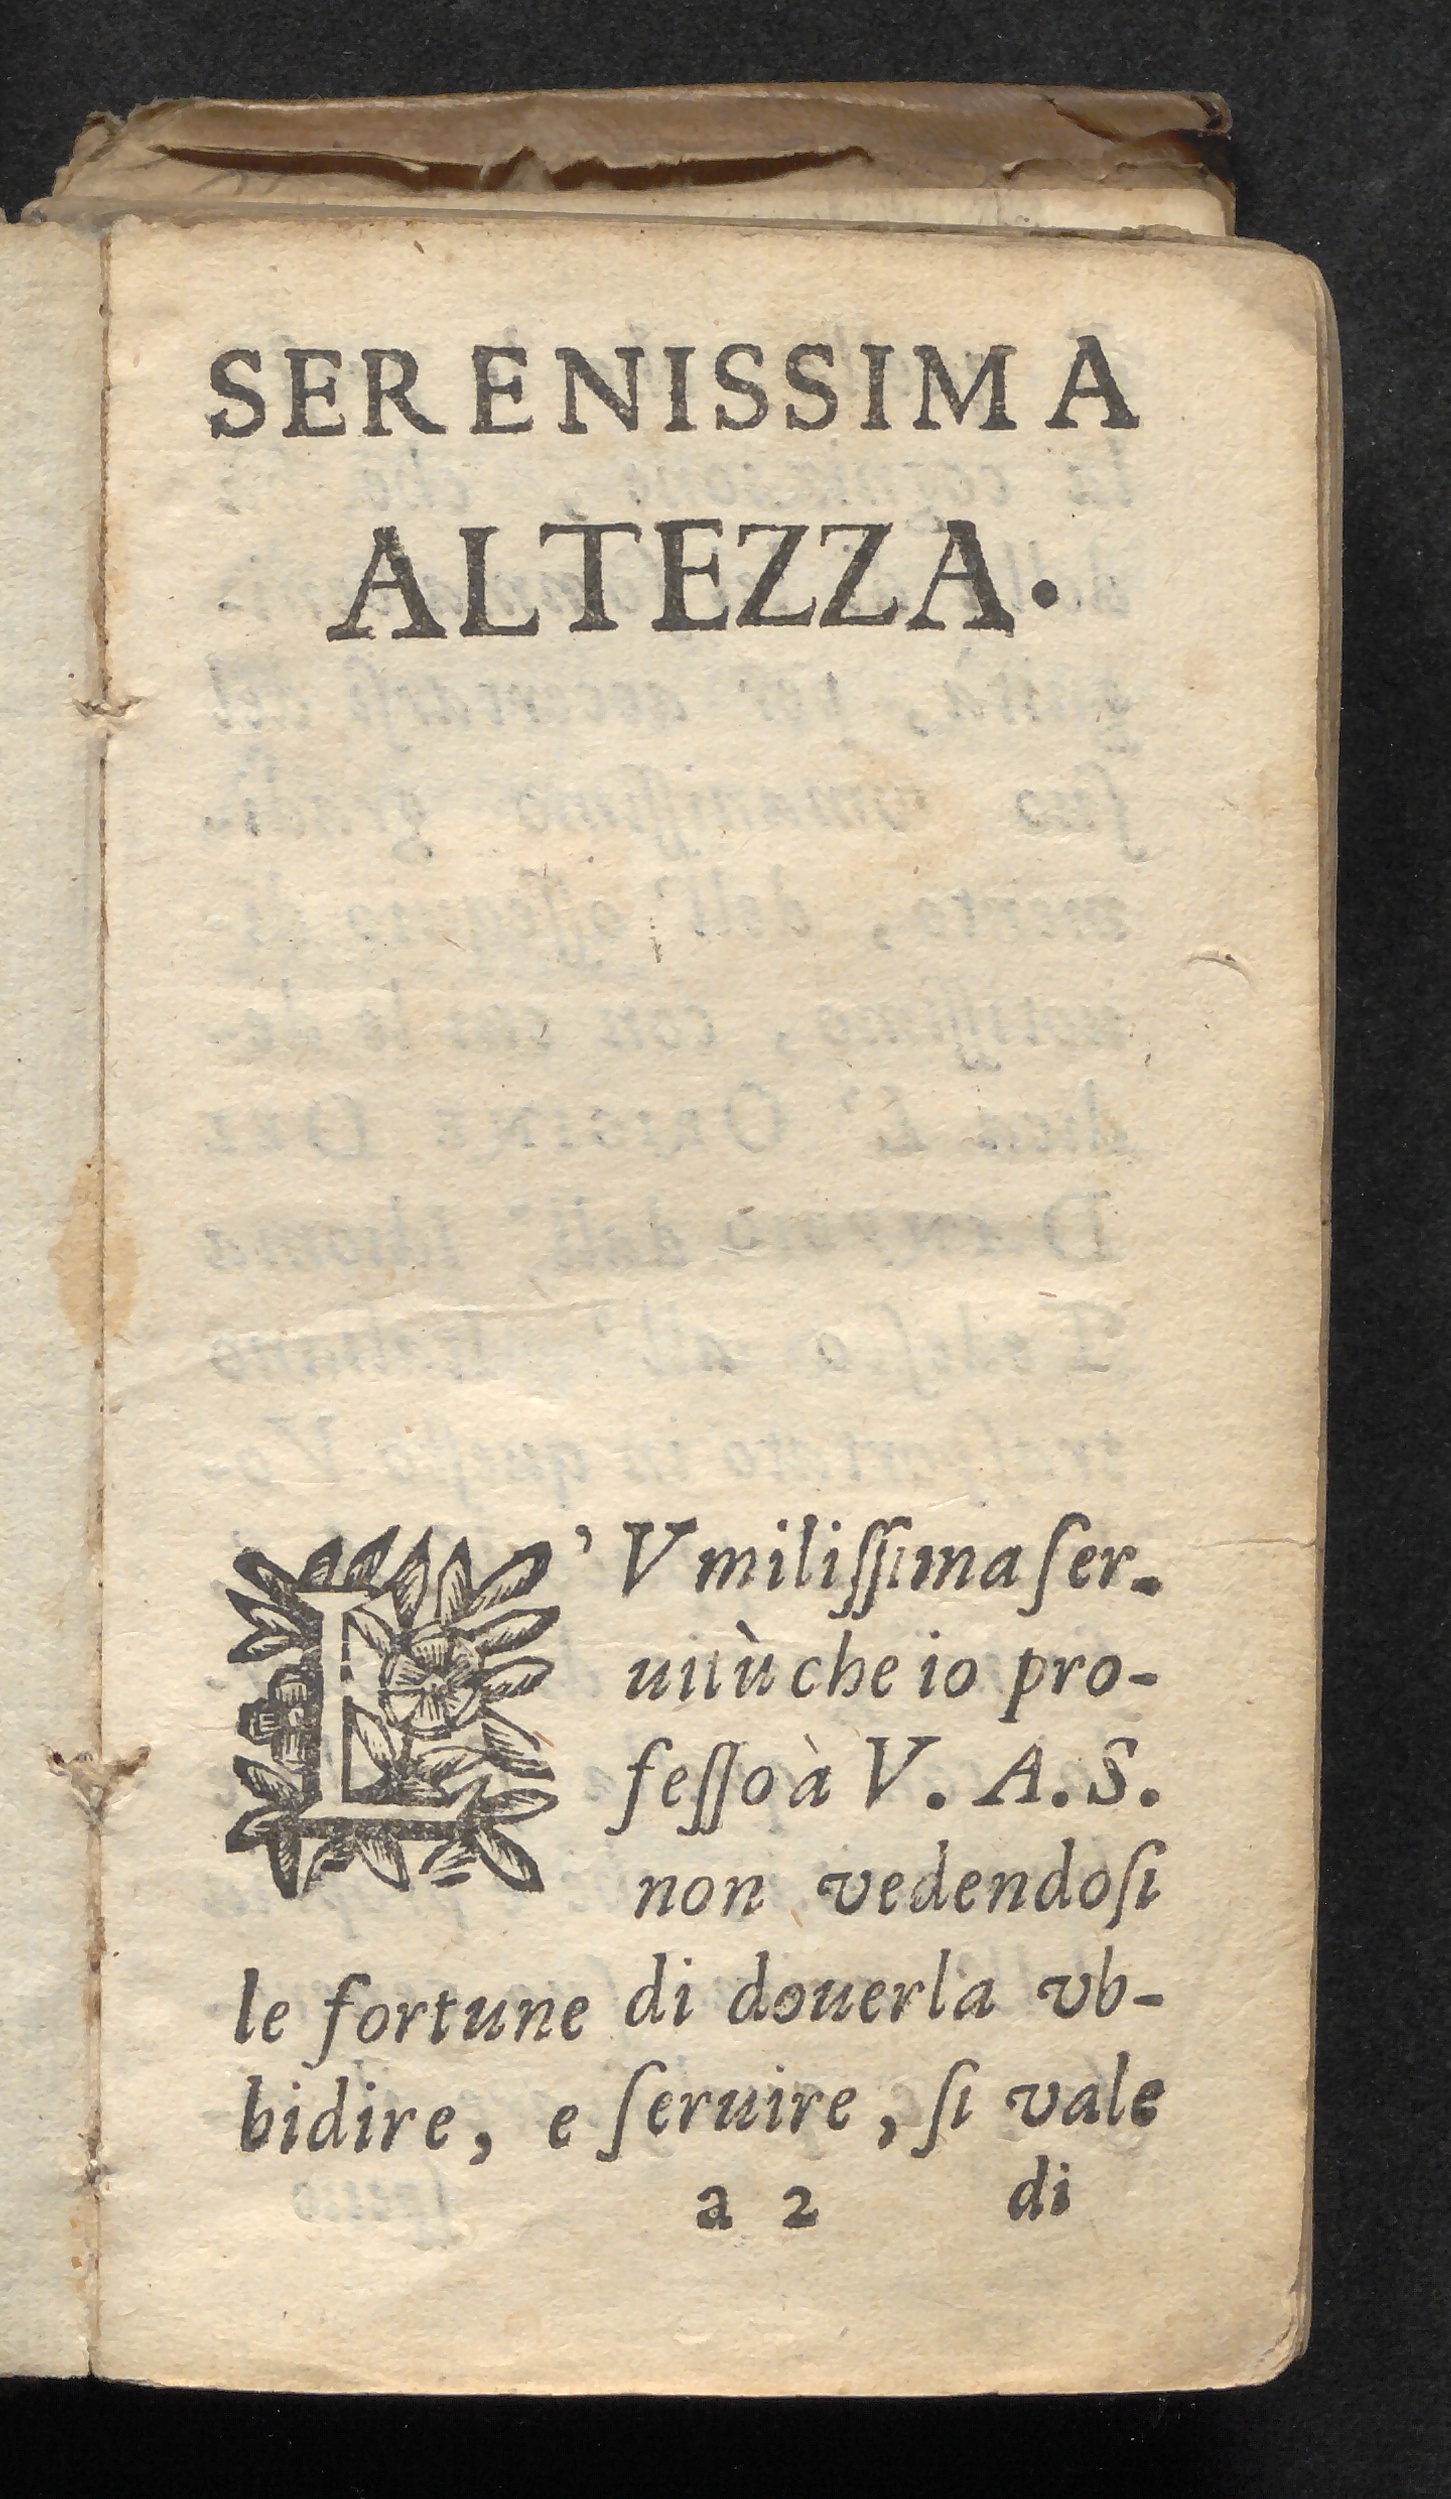 SERENISSIMA
ALTEZZA.
L'Vmiliſſima ſer-
uitù che io pro-
feſſo à V. A. S.
non vedendoſi
le fortune di douerla vb-
bidire, e ſeruire, ſi vale
a 2 di